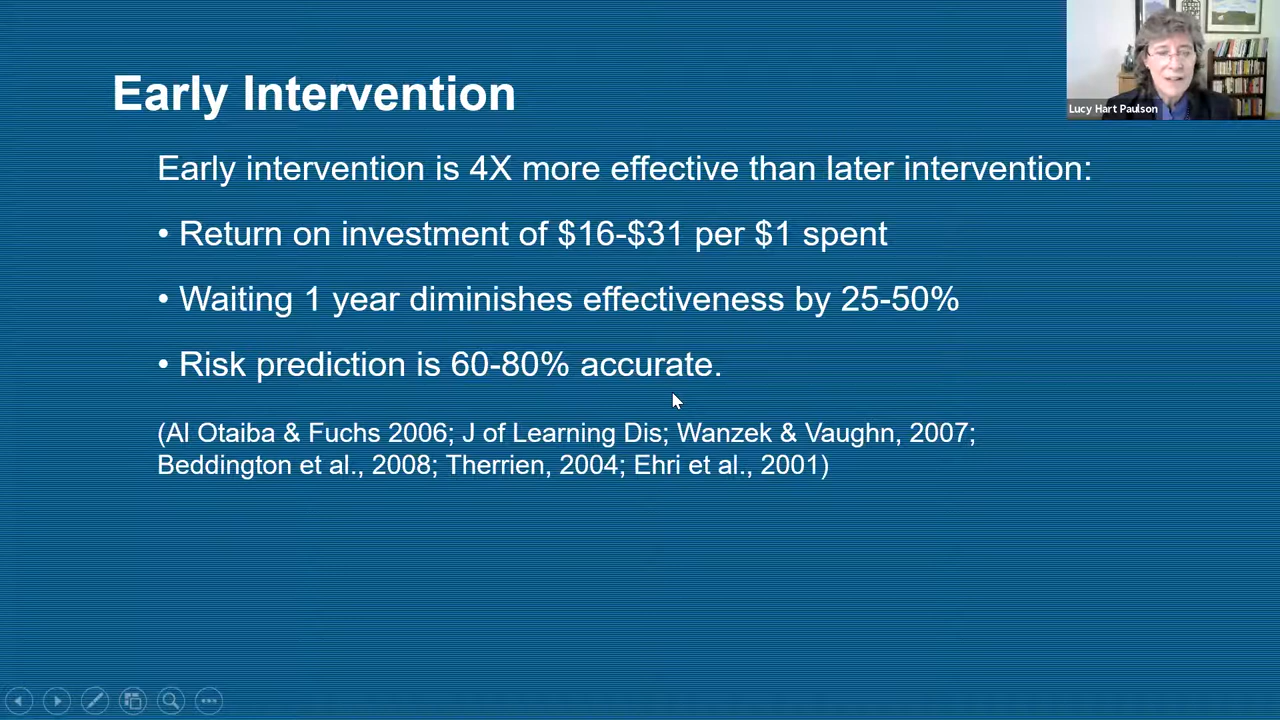 Early Intervention
Lucy Hart Paulson
Early intervention is 4X more effective than later intervention:
• Return on investment of $16-$31 per $1 spent
• Waiting 1 year diminishes effectiveness by 25-50%
• Risk prediction is 60-80% accurate.
(Al Otaiba & Fuchs 2006; J of Learning Dis; Wanzek & Vaughn, 2007;
Beddington et al., 2008; Therrien, 2004; Ehri et al., 2001)